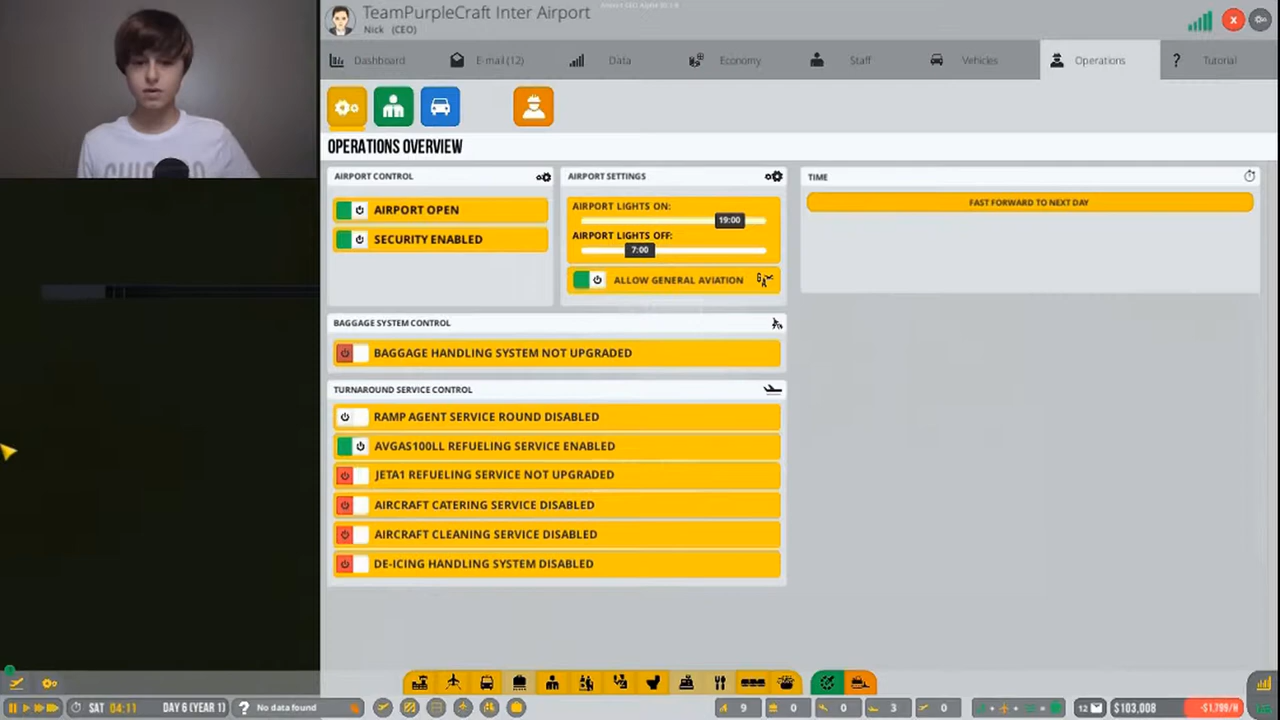 Airport CEO Alpha
TeamPurpleCraft Inter Airport
Nick (CEO)
Dashboard
E-mail (12)
Data
Economy
Staff
Vehicles
Operations
? Tutorial
OPERATIONS OVERVIEW
AIRPORT CONTROL
AIRPORT OPEN
SECURITY ENABLED
AIRPORT SETTINGS
AIRPORT LIGHTS ON:
19:00
AIRPORT LIGHTS OFF:
7:00
ALLOW GENERAL AVIATION
TIME
FAST FORWARD TO NEXT DAY
BAGGAGE SYSTEM CONTROL
BAGGAGE HANDLING SYSTEM NOT UPGRADED
TURNAROUND SERVICE CONTROL
RAMP AGENT SERVICE ROUND DISABLED
AVGAS100LL REFUELING SERVICE ENABLED
JETA1 REFUELING SERVICE NOT UPGRADED
AIRCRAFT CATERING SERVICE DISABLED
AIRCRAFT CLEANING SERVICE DISABLED
DE-ICING HANDLING SYSTEM DISABLED
SAT 04:11 DAY 6 (YEAR 1) ? No data found 9 0 0 3 0 12 $103,008 -$1,799/H